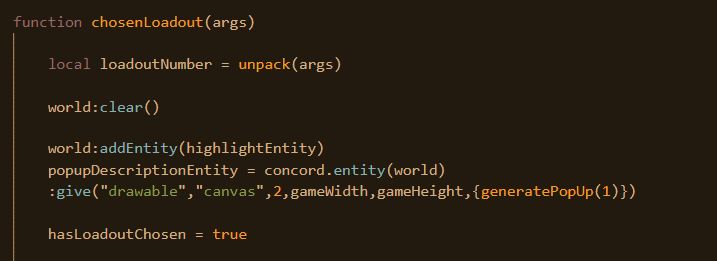 function chosenLoadout(args)
local loadoutNumber = unpack(args)
world:clear()
world:addEntity(highlightEntity)
popupDescriptionEntity = concord.entity(world)
:give("drawable","canvas",2,gameWidth,gameHeight,{generatePopUp(1)})
hasLoadoutChosen = true